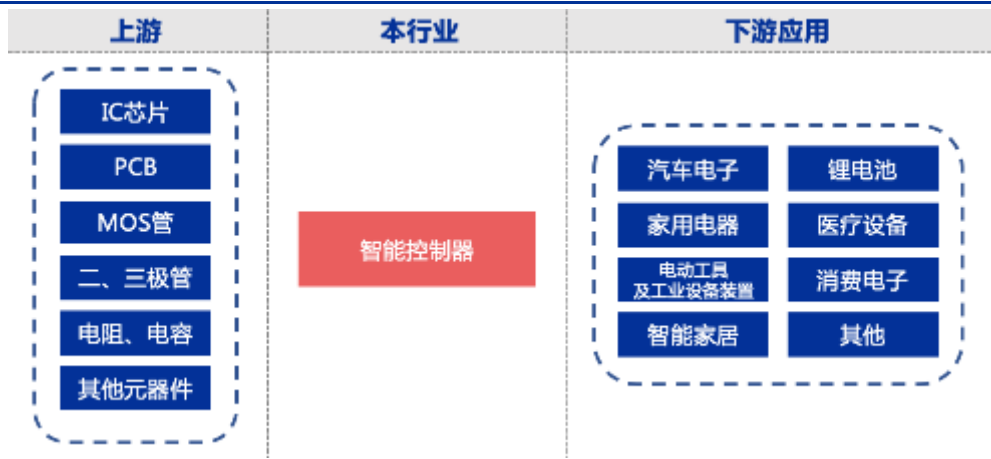 上游
本行业
下游应用
IC芯片
PCB
MOS管
二、三极管
电阻、电容
其他元器件
智能控制器
汽车电子
锂电池
家用电器
医疗设备
电动工具
及工业设备装置
消费电子
智能家居
其他